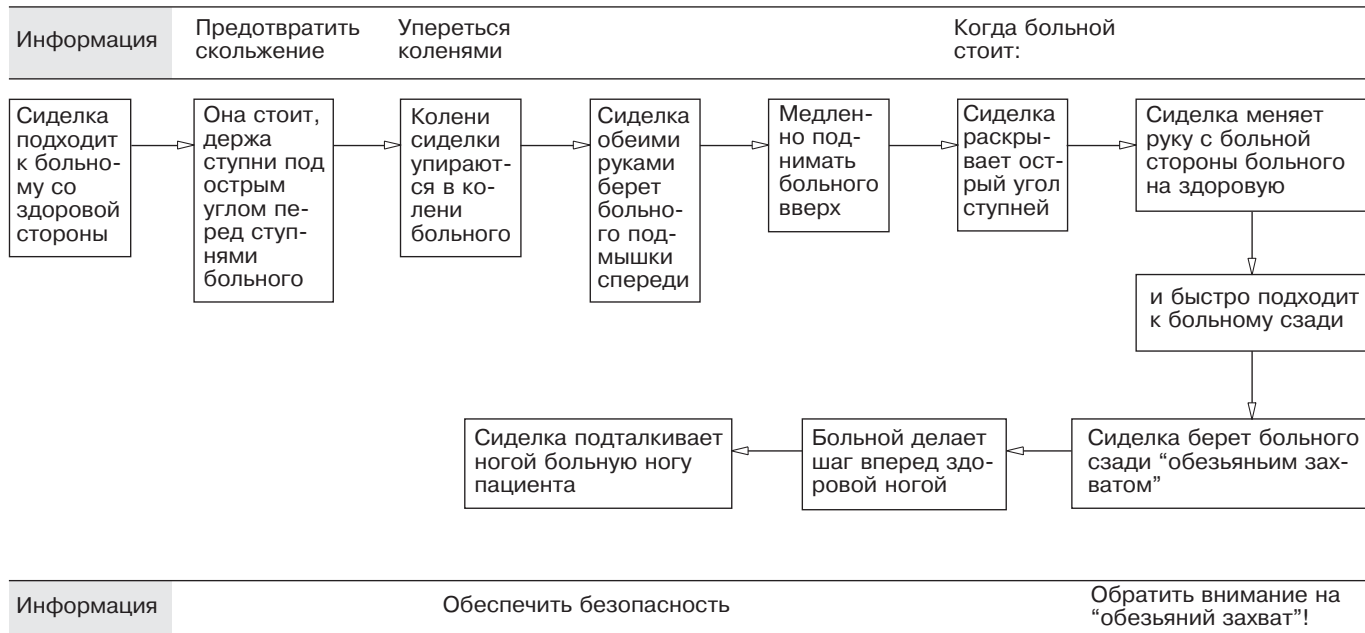 Информация
Предотвратить
скольжение
Упереться
коленями
Когда больной
стоит:
Сиделка
подходит
к больно-
му со
здоровой
стороны
Она стоит,
держа
ступни под
острым
углом пе-
ред ступ-
нями
больного
Колени
сиделки
упирают-
ся в ко-
лени
больного
Сиделка
обеими
руками
берет
больно-
го под-
мышки
спереди
Медлен-
но под-
нимать
больного
вверх
Сиделка
раскры-
вает ост-
рый угол
ступней
Сиделка меняет
руку с больной
стороны больного
на здоровую
и быстро подходит
к больному сзади
Сиделка берет больного
сзади “обезьяньим зах-
ватом”
Больной делает
шаг вперед здо-
ровой ногой
Сиделка подталкивает
ногой больную ногу
пациента
Информация
Обеспечить безопасность
Обратить внимание на
“обезьяний захват”!